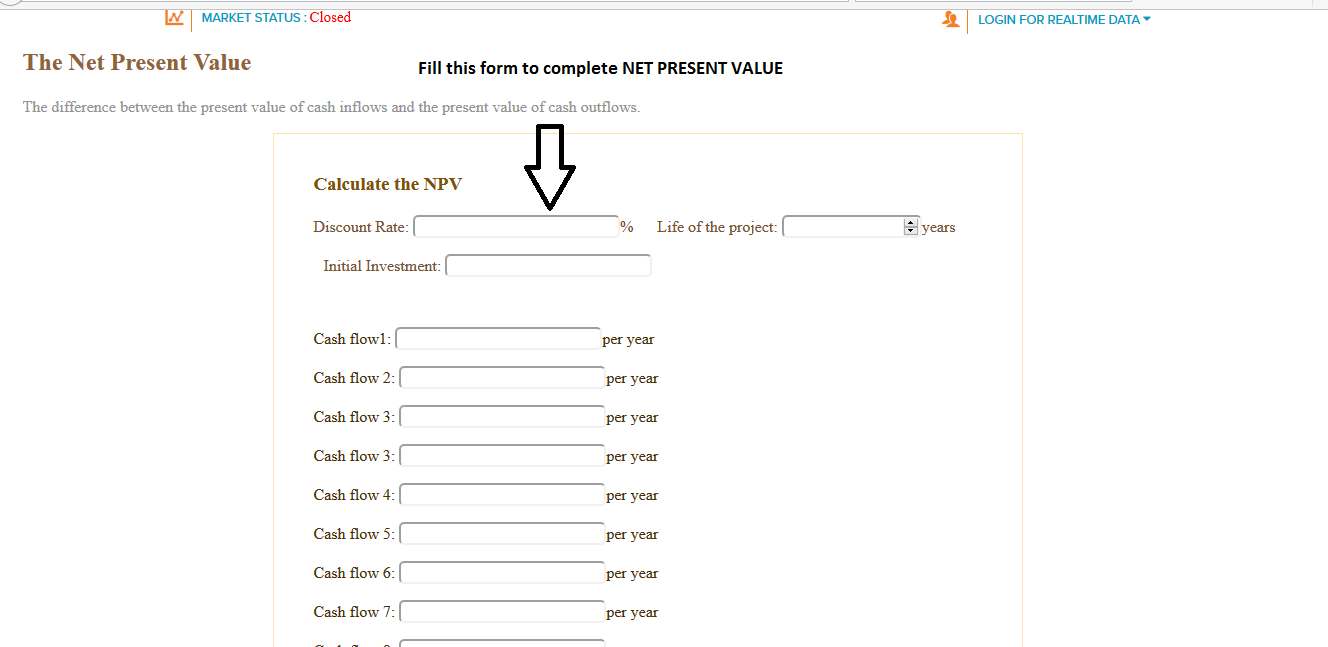 MARKET STATUS : Closed
LOGIN FOR REALTIME DATA
The Net Present Value
Fill this form to complete NET PRESENT VALUE
The difference between the present value of cash inflows and the present value of cash outflows.
Calculate the NPV
Discount Rate: % Life of the project: years
Initial Investment:
Cash flow1: per year
Cash flow 2: per year
Cash flow 3: per year
Cash flow 3: per year
Cash flow 4: per year
Cash flow 5: per year
Cash flow 6: per year
Cash flow 7: per year